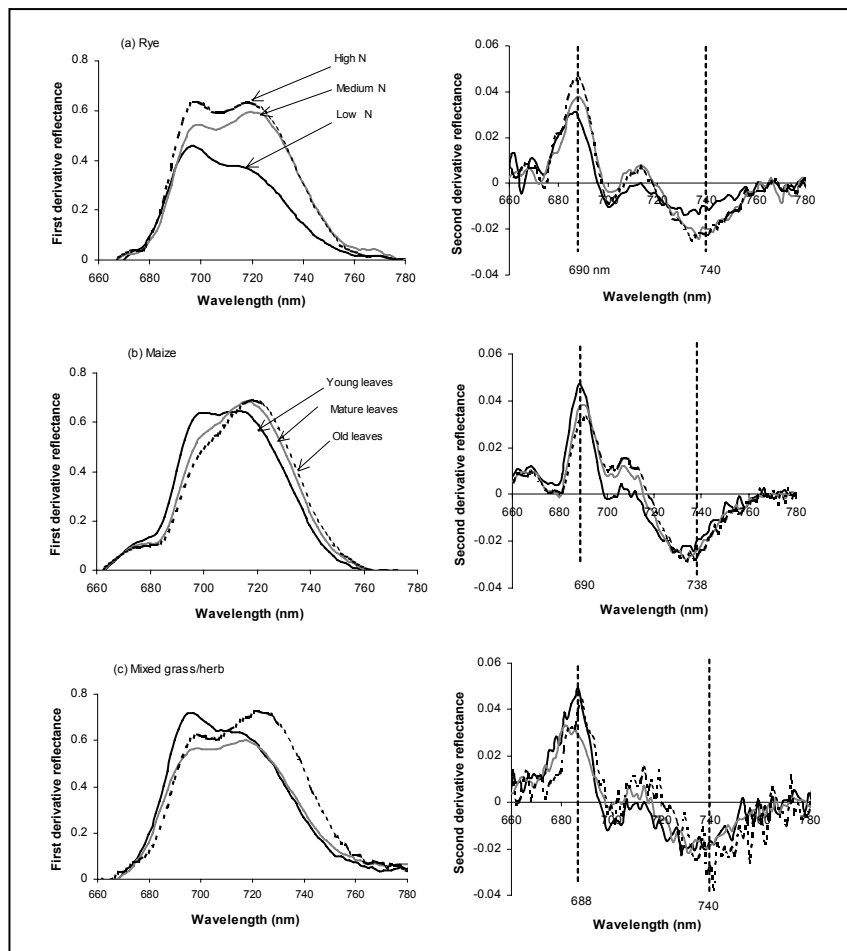 (a) Rye
High N
Medium N
Low N
First derivative reflectance
0.8
0.6
0.4
0.2
0
660 680 700 720 740 760 780
Wavelength (nm)
Second derivative reflectance
0.06
0.04
0.02
0
-0.02
-0.04
660 680 700 720 740 760 780
690 nm
740
Wavelength (nm)
(b) Maize
Young leaves
Mature leaves
Old leaves
First derivative reflectance
0.8
0.6
0.4
0.2
0
660 680 700 720 740 760 780
Wavelength (nm)
Second derivative reflectance
0.06
0.04
0.02
0
-0.02
-0.04
660 680 700 720 740 760 780
690
738
Wavelength (nm)
(c) Mixed grass/herb
First derivative reflectance
0.8
0.6
0.4
0.2
0
660 680 700 720 740 760 780
Wavelength (nm)
Second derivative reflectance
0.06
0.04
0.02
0
-0.02
-0.04
660 680 700 720 740 760 780
688
740
Wavelength (nm)